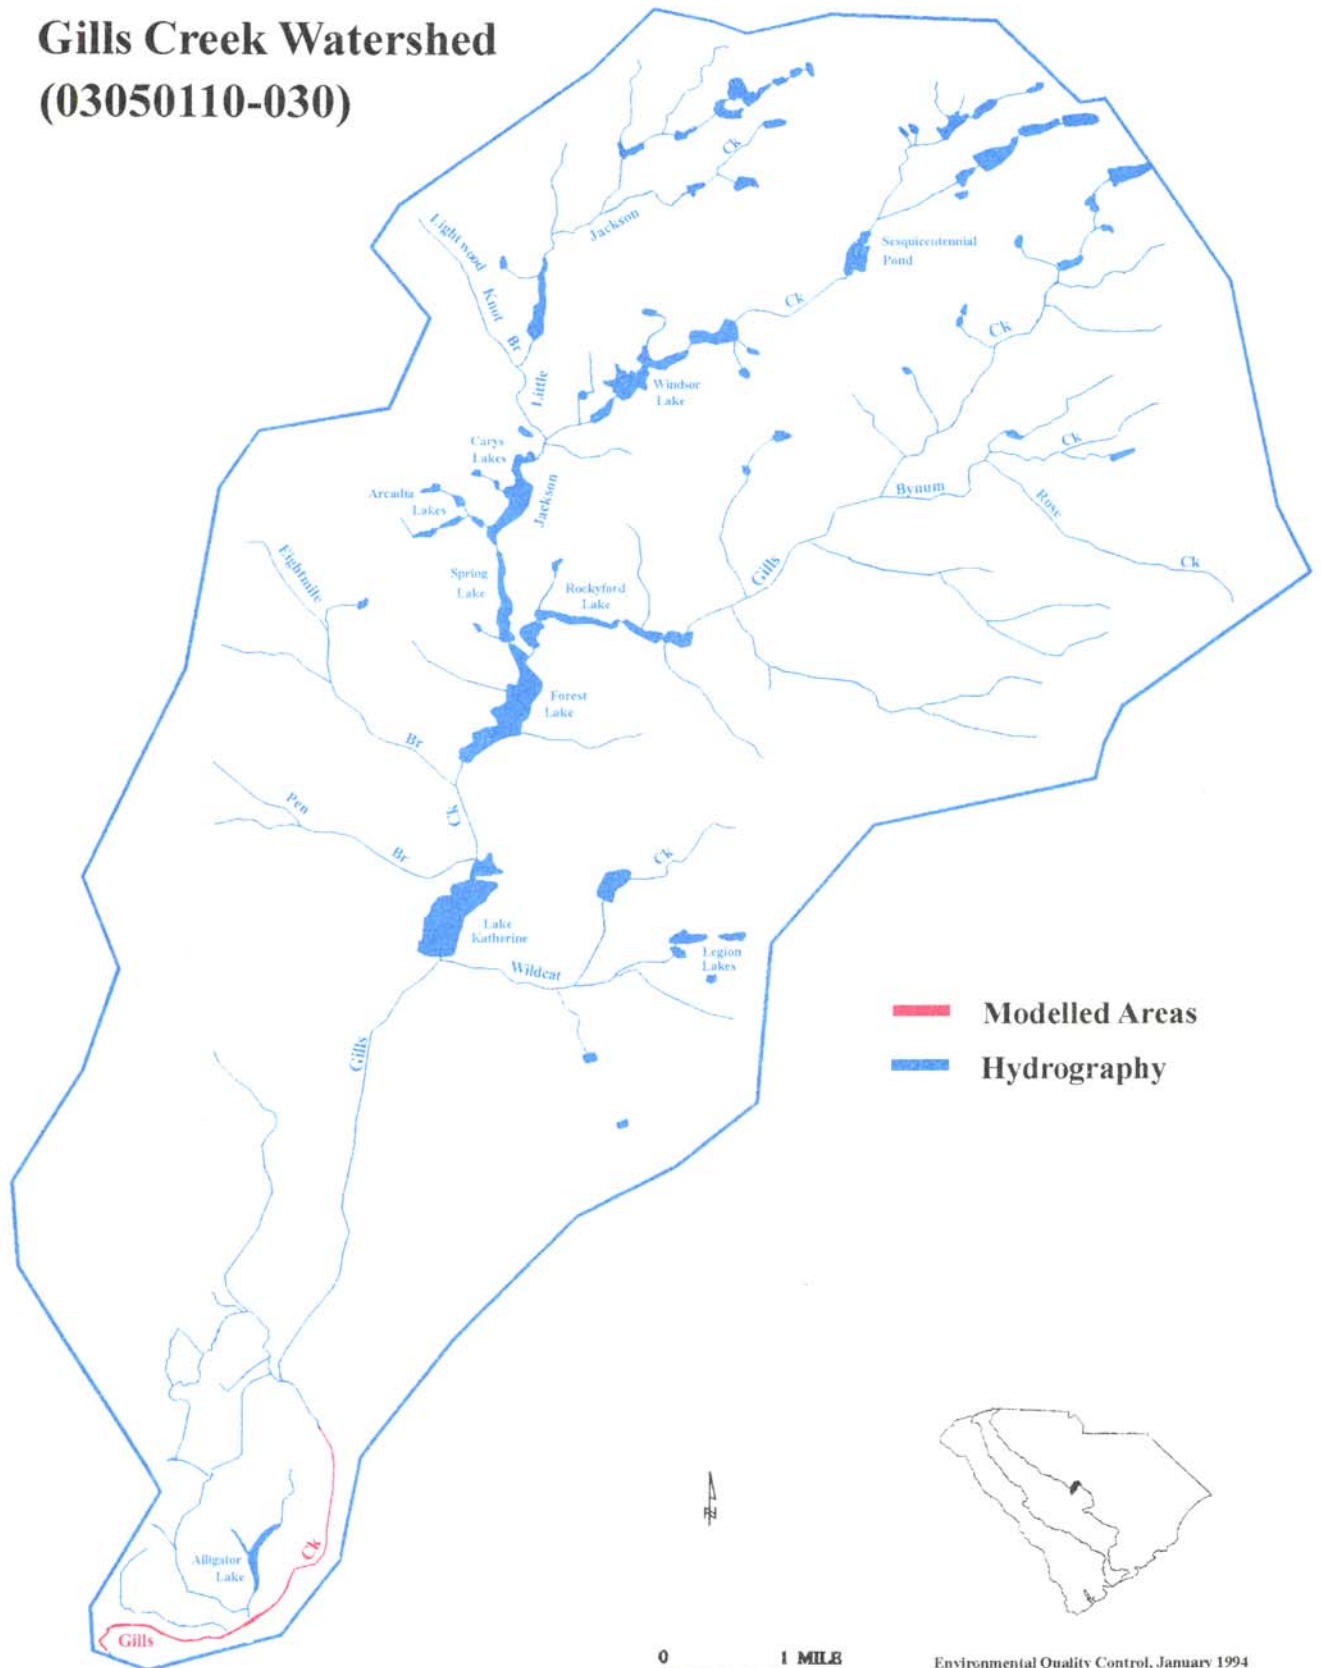 Gills Creek Watershed
(03050110-030)
Ck
Jackson
Light wood
Knot
Br
Sesquicentennial
Pond
Ck
Ck
Little
Windsor
Lake
Carys
Lakes
Ck
Arcadia
Lakes
Jackson
Bynum
Rose
Ck
Eightmile
Spring
Lake
Rockyford
Lake
Gills
Forest
Lake
Br
Pen
Ck
Br
Ck
Lake
Katherine
Legion
Lakes
Wildcat
Modelled Areas
Gills
Hydrography
Alligator
Lake
Ck
Gills
N
0 1 MILE
Environmental Quality Control, January 1994